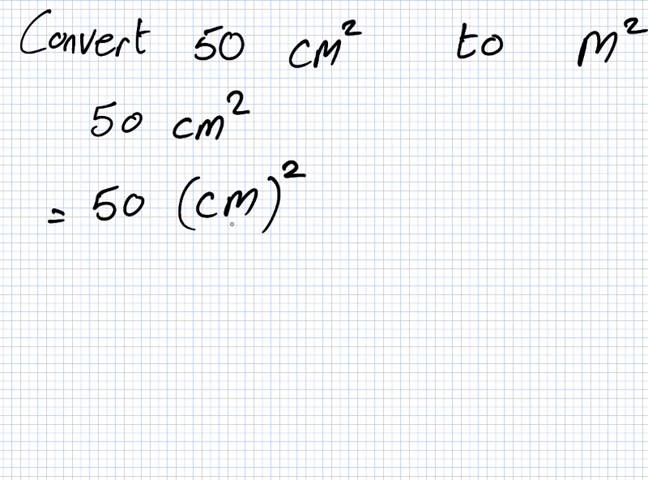 Convert 50 cm² to m²
50 cm²
= 50 (cm)²